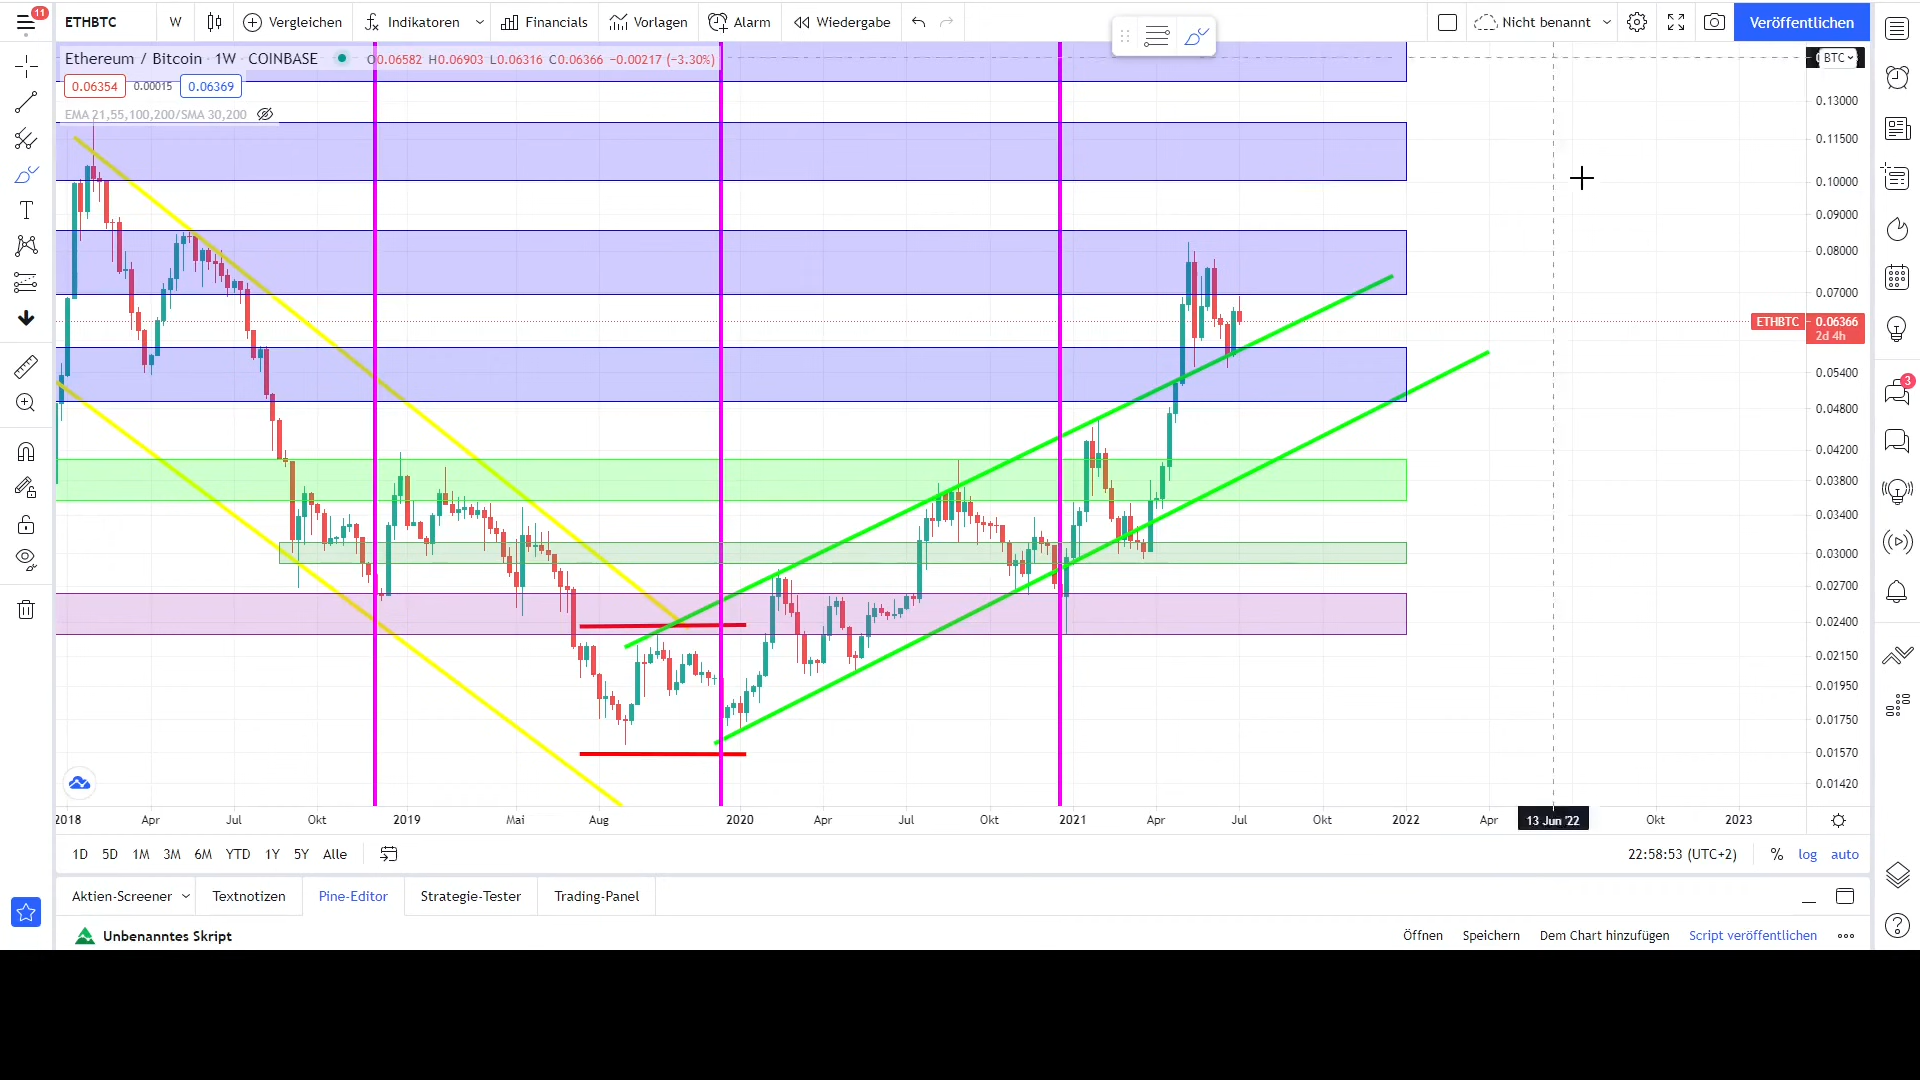 11
ETHBTC W Vergleichen Indikatoren Financials Vorlagen Alarm Wiedergabe Nicht benannt Veröffentlichen
Ethereum / Bitcoin · 1W · COINBASE O0.06582 H0.06903 L0.06316 C0.06366 −0.00217 (−3.30%)
0.06354 0.00015 0.06369
EMA 21,55,100,200/SMA 30,200
BTC
0.13000
0.11500
0.10000
0.09000
0.08000
0.07000
ETHBTC 0.06366
2d 4h
0.05400
0.04800
0.04200
0.03800
0.03400
0.03000
0.02700
0.02400
0.02150
0.01950
0.01750
0.01570
0.01420
3
2018 Apr Jul Okt 2019 Mai Aug 2020 Apr Jul Okt 2021 Apr Jul Okt 2022 Apr 13 Jun '22 Okt 2023
1D 5D 1M 3M 6M YTD 1Y 5Y Alle 22:58:53 (UTC+2) % log auto
Aktien-Screener Textnotizen Pine-Editor Strategie-Tester Trading-Panel
Unbenanntes Skript Öffnen Speichern Dem Chart hinzufügen Script veröffentlichen